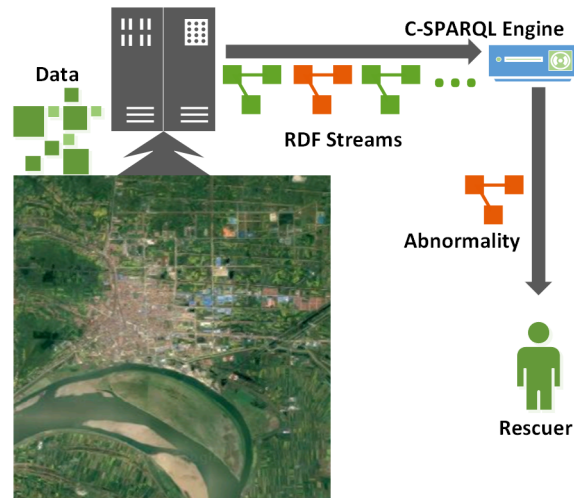 C-SPARQL Engine
Data
RDF Streams
Abnormality
Rescuer